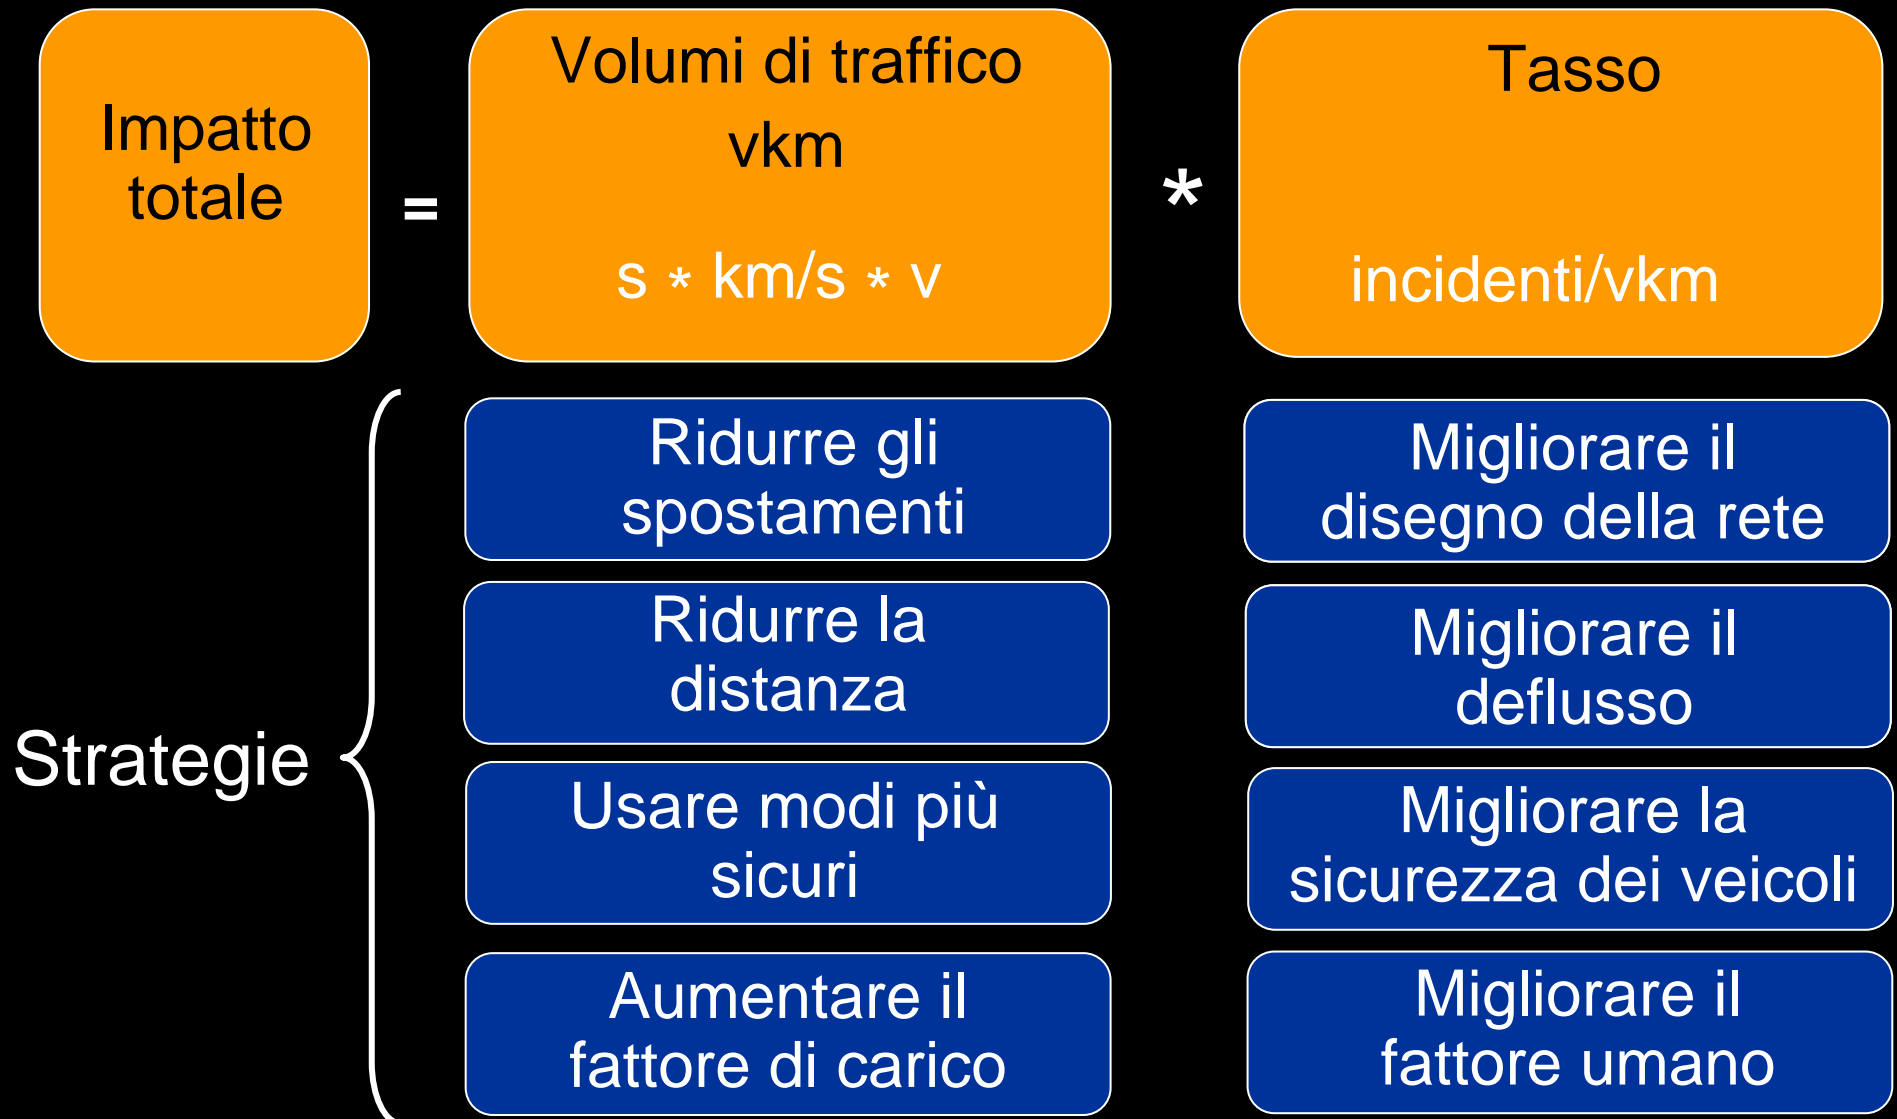 Impatto
totale
=
Volumi di traffico
vkm
s * km/s * v
*
Tasso
incidenti/vkm
Strategie
Ridurre gli
spostamenti
Ridurre la
distanza
Usare modi più
sicuri
Aumentare il
fattore di carico
Migliorare il
disegno della rete
Migliorare il
deflusso
Migliorare la
sicurezza dei veicoli
Migliorare il
fattore umano